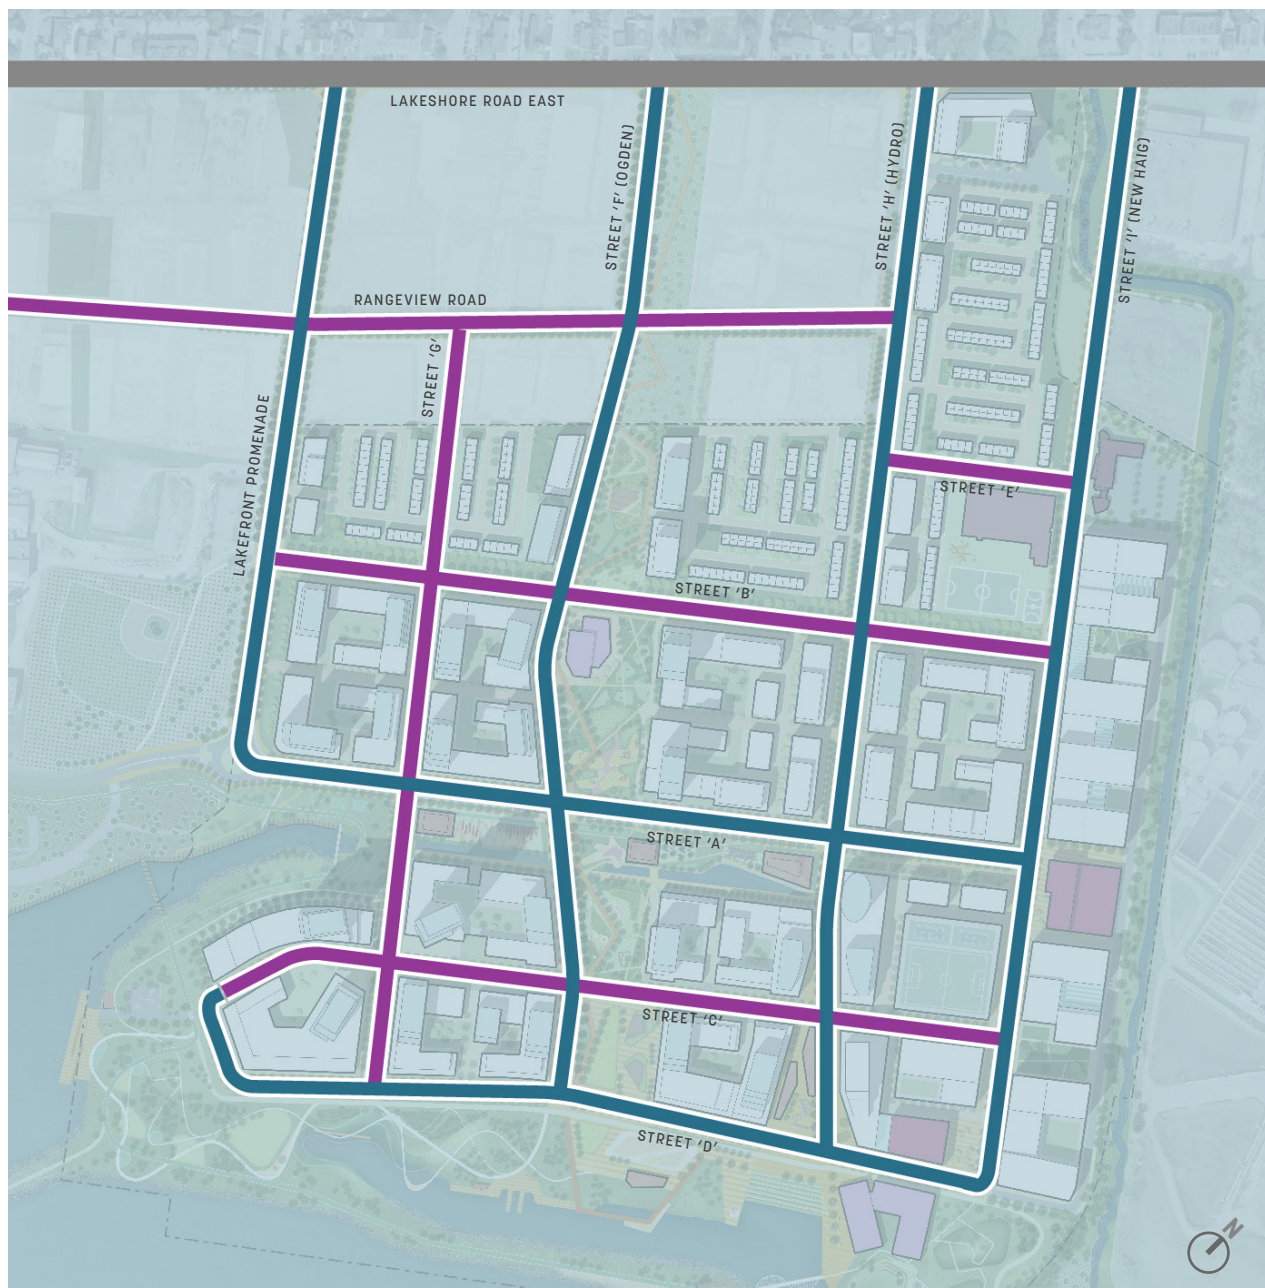 LAKESHORE ROAD EAST
STREET 'F' (OGDEN)
STREET 'H' (HYDRO)
STREET 'I' (NEW HAIG)
RANGEVIEW ROAD
STREET 'G'
LAKEFRONT PROMENADE
STREET 'E'
STREET 'B'
STREET 'A'
STREET 'C'
STREET 'D'
N